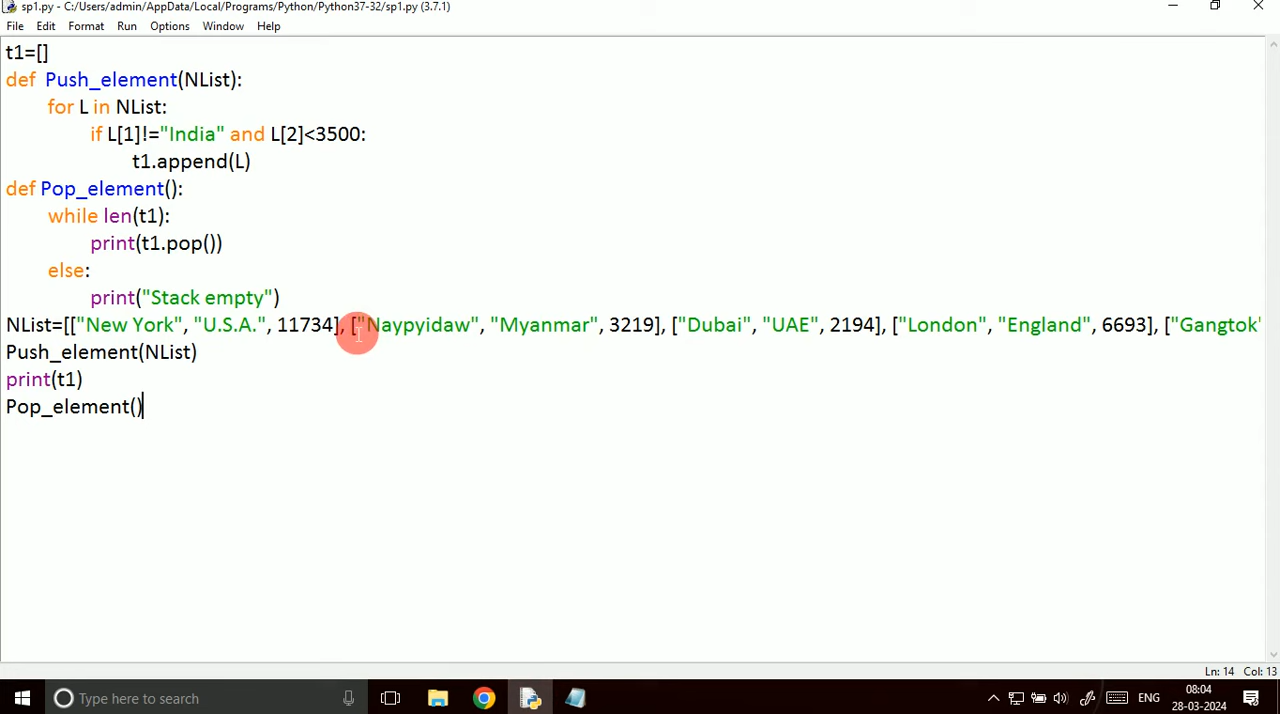 sp1.py - C:/Users/admin/AppData/Local/Programs/Python/Python37-32/sp1.py (3.7.1)
File Edit Format Run Options Window Help
t1=[]
def Push_element(NList):
for L in NList:
if L[1]!="India" and L[2]<3500:
t1.append(L)
def Pop_element():
while len(t1):
print(t1.pop())
else:
print("Stack empty")
NList=[["New York", "U.S.A.", 11734], ["Naypyidaw", "Myanmar", 3219], ["Dubai", "UAE", 2194], ["London", "England", 6693], ["Gangtok"
Push_element(NList)
print(t1)
Pop_element()
Ln: 14 Col: 13
Type here to search
ENG
08:04
28-03-2024